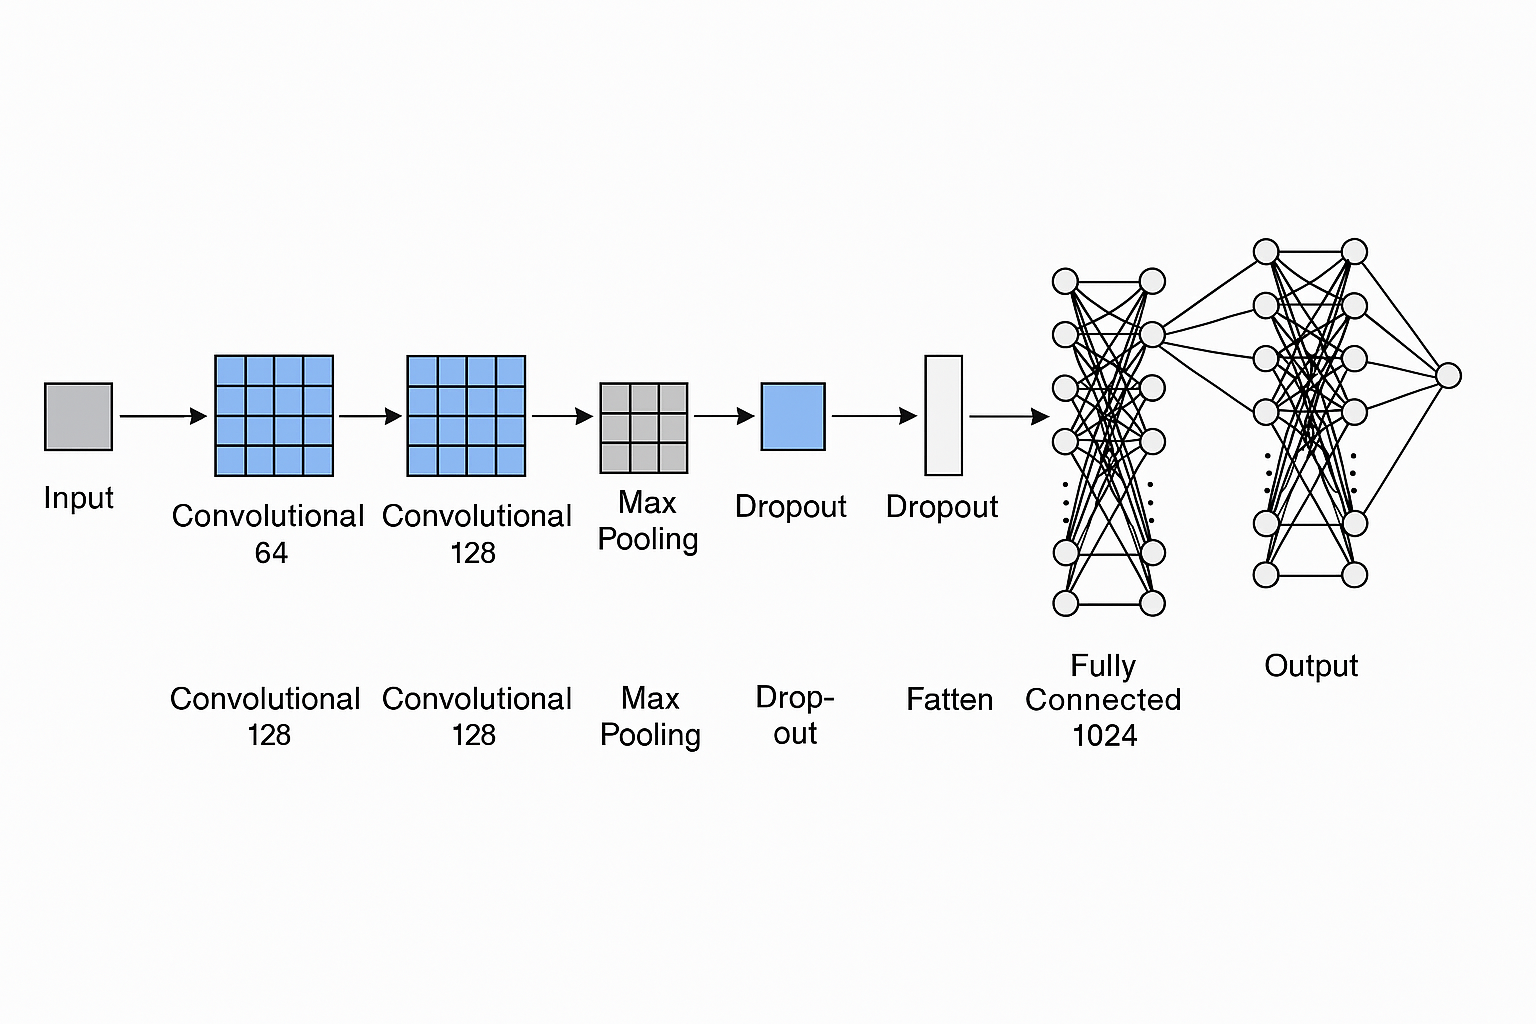 Input
Convolutional
64
Convolutional
128
Max
Pooling
Dropout
Dropout
Convolutional
128
Convolutional
128
Max
Pooling
Drop-
out
Fatten
Fully
Connected
1024
Output